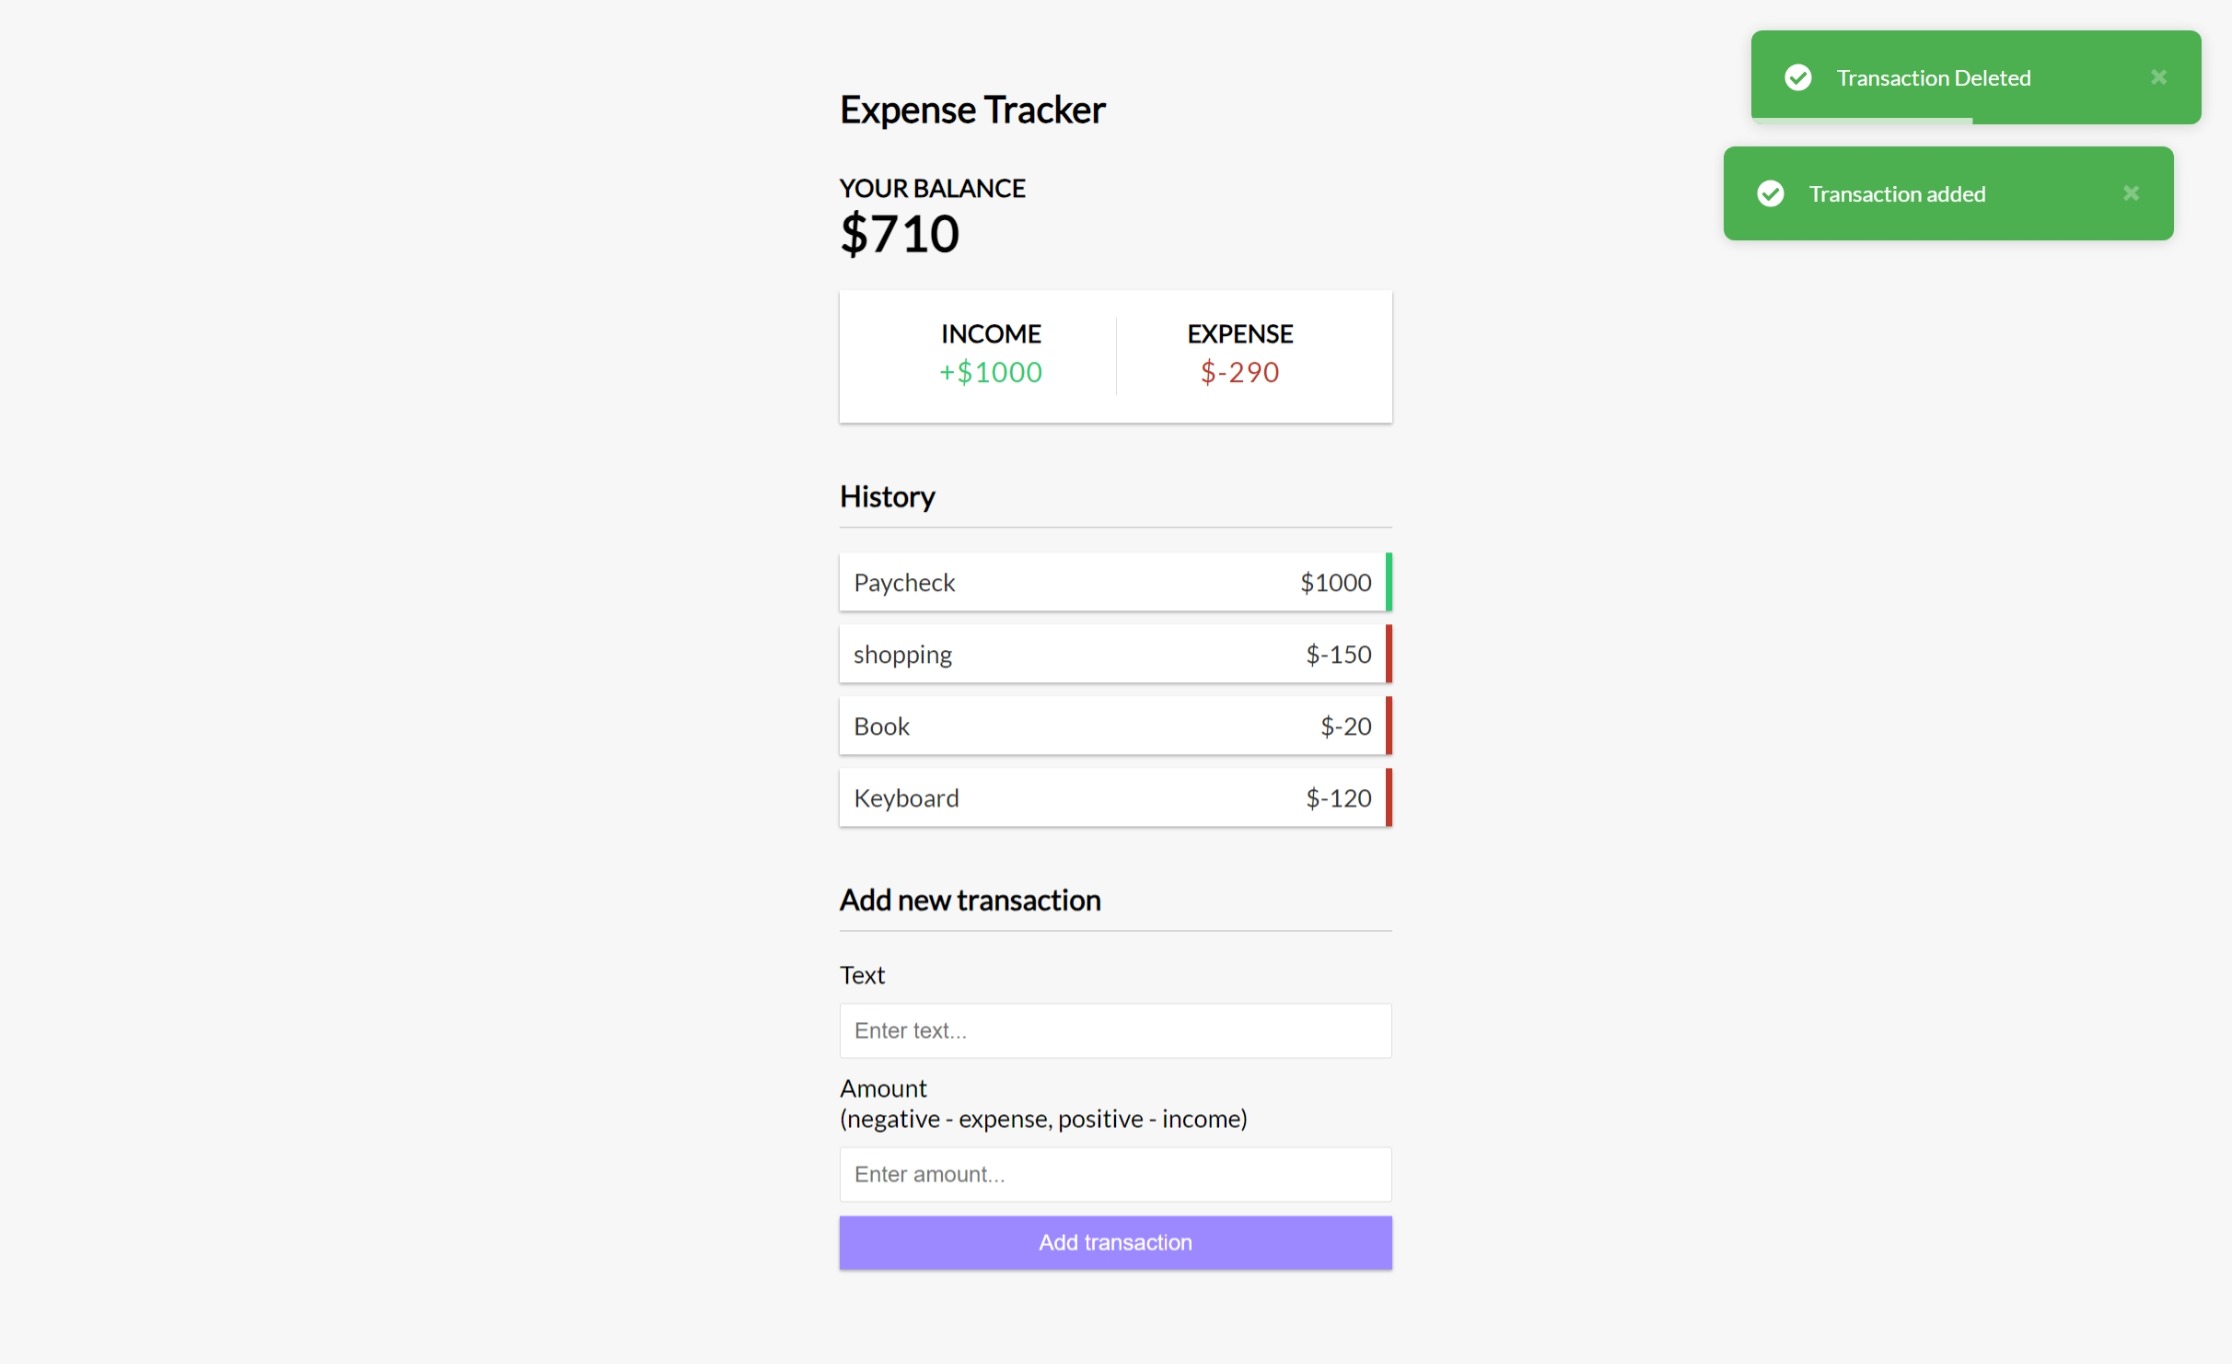 Expense Tracker
YOUR BALANCE
$710
INCOME
+$1000
EXPENSE
$-290
History
Paycheck $1000
shopping $-150
Book $-20
Keyboard $-120
Add new transaction
Text
Enter text...
Amount
(negative - expense, positive - income)
Enter amount...
Add transaction
Transaction Deleted
Transaction added